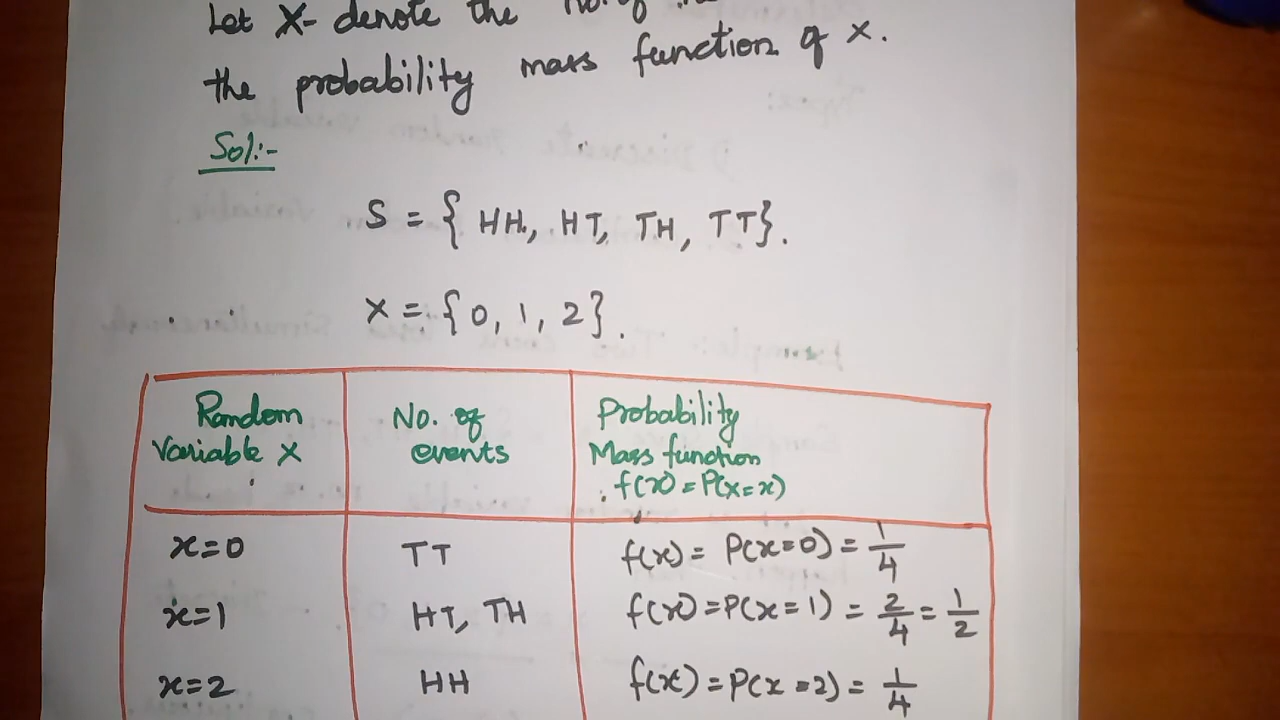 Let X- denote the No. of
the probability mass function of X.
Sol:-
S = { HH, HT, TH, TT}.
X = {0, 1, 2}.
Random
Variable X
No. of
events
Probability
Mass function
f(x) = P(X=x)
x=0
TT
f(x) = P(x=0) = 1/4
x=1
HT, TH
f(x) = P(x=1) = 2/4 = 1/2
x=2
HH
f(x) = P(x=2) = 1/4